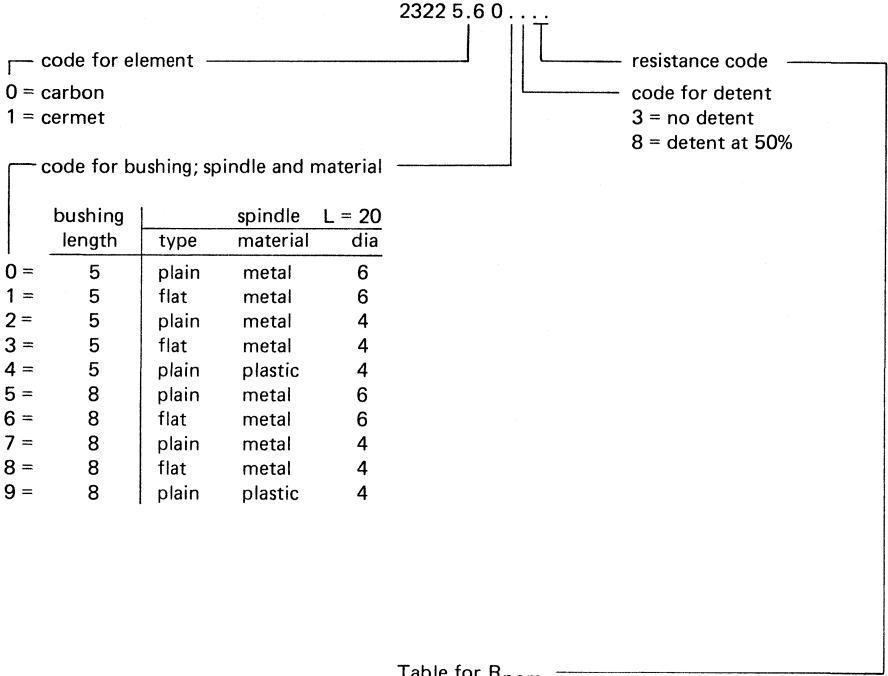 2322 5.6 0 . . . .
code for element
0 = carbon
1 = cermet
resistance code
code for detent
3 = no detent
8 = detent at 50%
code for bushing; spindle and material
bushing spindle L = 20
length type material dia
0 = 5 plain metal 6
1 = 5 flat metal 6
2 = 5 plain metal 4
3 = 5 flat metal 4
4 = 5 plain plastic 4
5 = 8 plain metal 6
6 = 8 flat metal 6
7 = 8 plain metal 4
8 = 8 flat metal 4
9 = 8 plain plastic 4
Table for Rnom